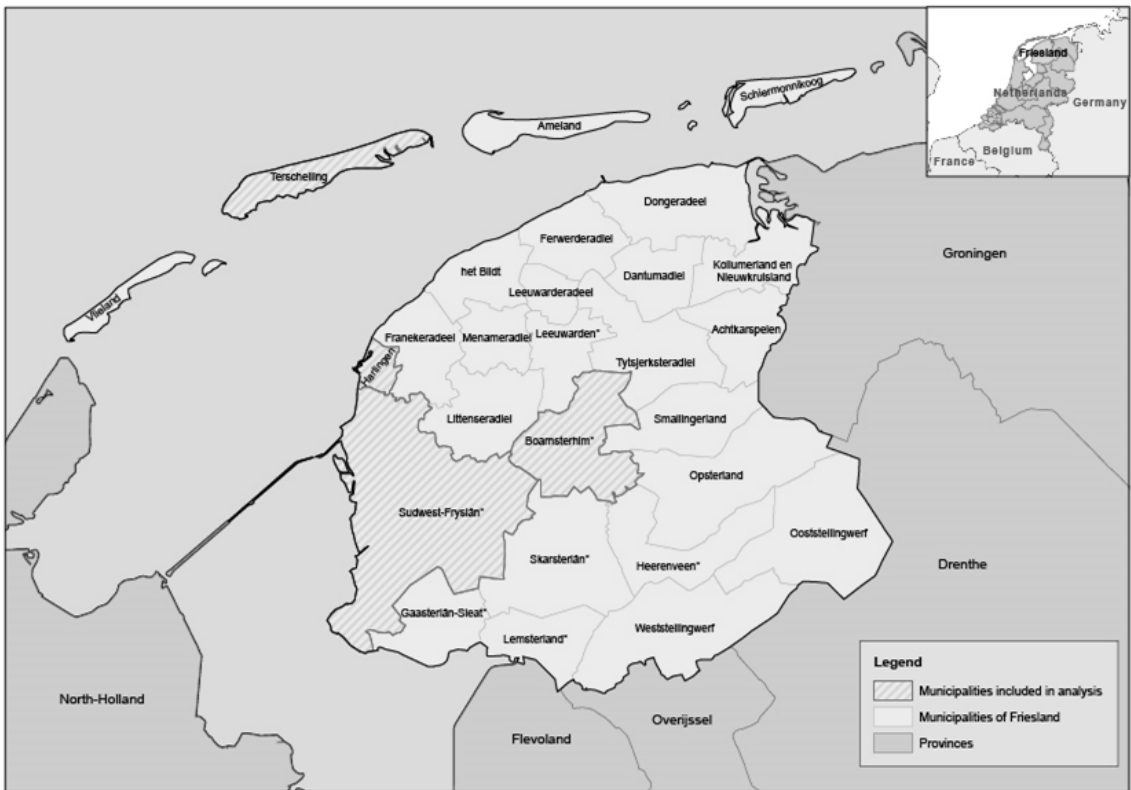 Friesland
Netherlands
Germany
Belgium
France
Schiermonnikoog
Ameland
Terschelling
Vlieland
Dongeradeel
Ferwerderadiel
Kollumerland en
Nieuwkruisland
Dantumadiel
het Bildt
Leeuwarderadeel
Groningen
Achtkarspelen
Leeuwarden*
Franekeradeel
Menameradiel
Harlingen
Tytsjerksteradiel
Littenseradiel
Smallingerland
Boarnsterhim*
Opsterland
Sudwest-Fryslân*
Ooststellingwerf
Skarsterlân*
Heerenveen*
Drenthe
Gaasterlân-Sleat*
Lemsterland*
Weststellingwerf
North-Holland
Overijssel
Flevoland
Legend
Municipalities included in analysis
Municipalities of Friesland
Provinces